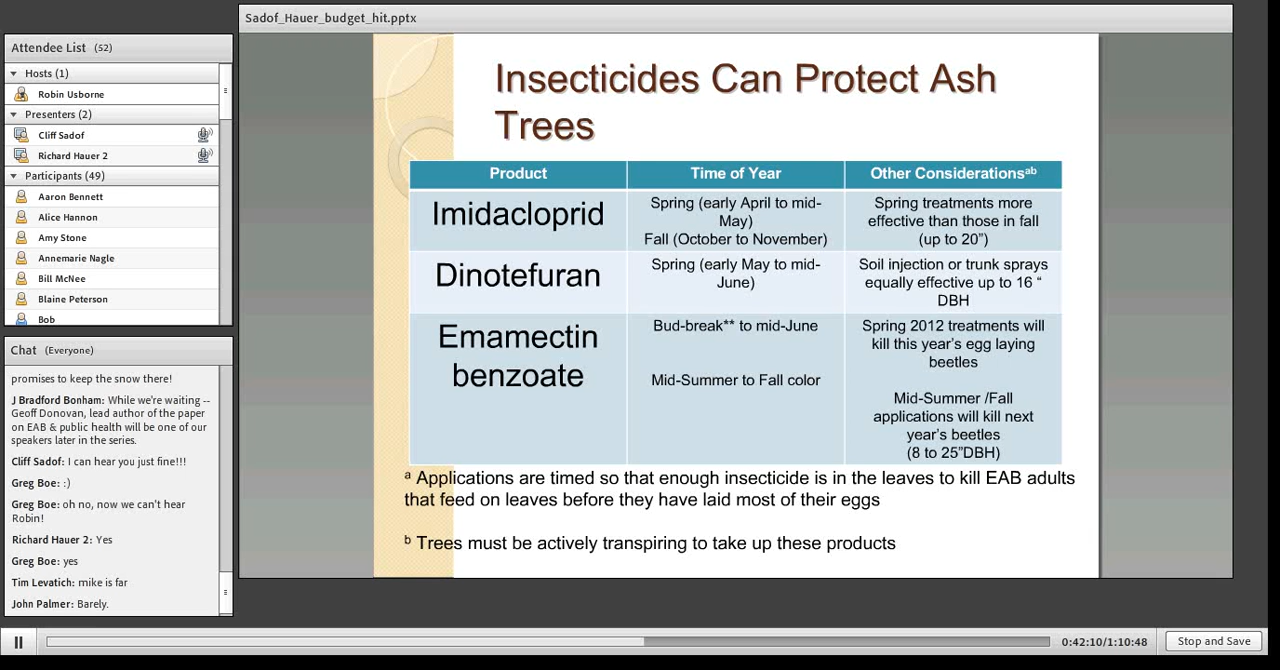 Sadof_Hauer_budget_hit.pptx
Attendee List (52)
Hosts (1)
Robin Usborne
Presenters (2)
Cliff Sadof
Richard Hauer 2
Participants (49)
Aaron Bennett
Alice Hannon
Amy Stone
Annemarie Nagle
Bill McNee
Blaine Peterson
Bob
Chat (Everyone)
promises to keep the snow there!
J Bradford Bonham: While we're waiting --
Geoff Donovan, lead author of the paper
on EAB & public health will be one of our
speakers later in the series.
Cliff Sadof: I can hear you just fine!!!
Greg Boe: :)
Greg Boe: oh no, now we can't hear
Robin!
Richard Hauer 2: Yes
Greg Boe: yes
Tim Levatich: mike is far
John Palmer: Barely.
Insecticides Can Protect Ash
Trees
Product
Time of Year
Other Considerationsᵃᵇ
Imidacloprid
Spring (early April to mid-
May)
Fall (October to November)
Spring treatments more
effective than those in fall
(up to 20”)
Dinotefuran
Spring (early May to mid-
June)
Soil injection or trunk sprays
equally effective up to 16 “
DBH
Emamectin
benzoate
Bud-break** to mid-June
Mid-Summer to Fall color
Spring 2012 treatments will
kill this year’s egg laying
beetles
Mid-Summer /Fall
applications will kill next
year’s beetles
(8 to 25”DBH)
ᵃ Applications are timed so that enough insecticide is in the leaves to kill EAB adults
that feed on leaves before they have laid most of their eggs
ᵇ Trees must be actively transpiring to take up these products
0:42:10/1:10:48
Stop and Save